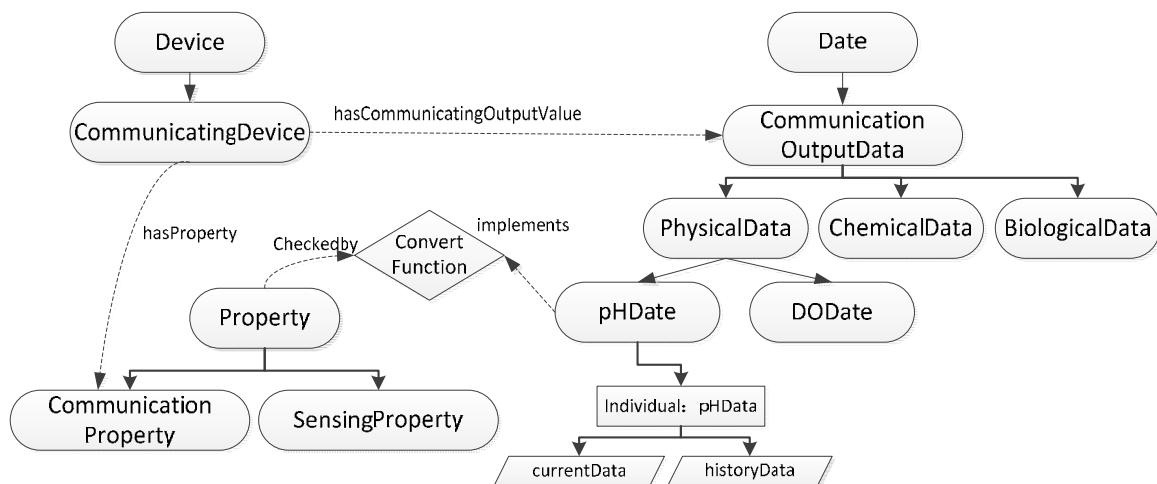 Device
Date
hasCommunicatingOutputValue
CommunicatingDevice
Communication
OutputData
PhysicalData
ChemicalData
BiologicalData
hasProperty
Checkedby
Convert
Function
implements
Property
pHDate
DODate
Communication
Property
SensingProperty
Individual: pHData
currentData
historyData